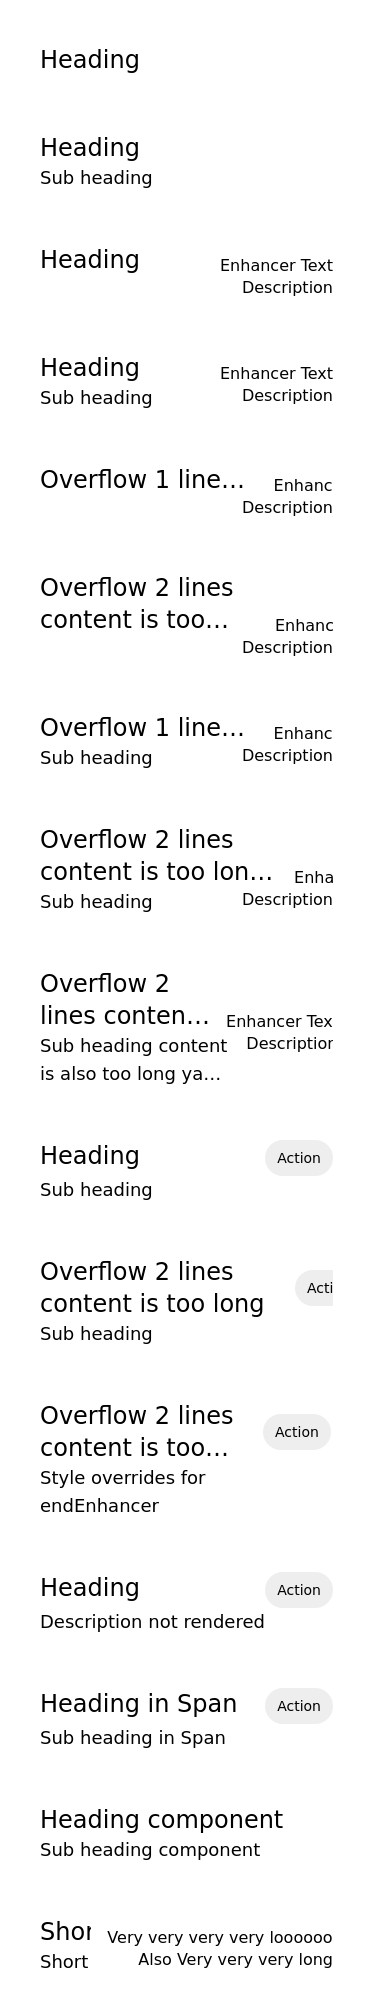 Heading
Heading
Sub heading
Heading
Enhancer Text
Description
Heading
Enhancer Text
Sub heading
Description
Overflow 1 line…
Enhanc
Description
Overflow 2 lines
content is too…
Enhanc
Description
Overflow 1 line…
Enhanc
Sub heading
Description
Overflow 2 lines
content is too lon…
Enha
Sub heading
Description
Overflow 2
lines conten…
Enhancer Tex
Sub heading content
Description
is also too long ya…
Heading
Action
Sub heading
Overflow 2 lines
Acti
content is too long
Sub heading
Overflow 2 lines
Action
content is too…
Style overrides for
endEnhancer
Heading
Action
Description not rendered
Heading in Span
Action
Sub heading in Span
Heading component
Sub heading component
Shor
Very very very very loooooo
Short
Also Very very very long